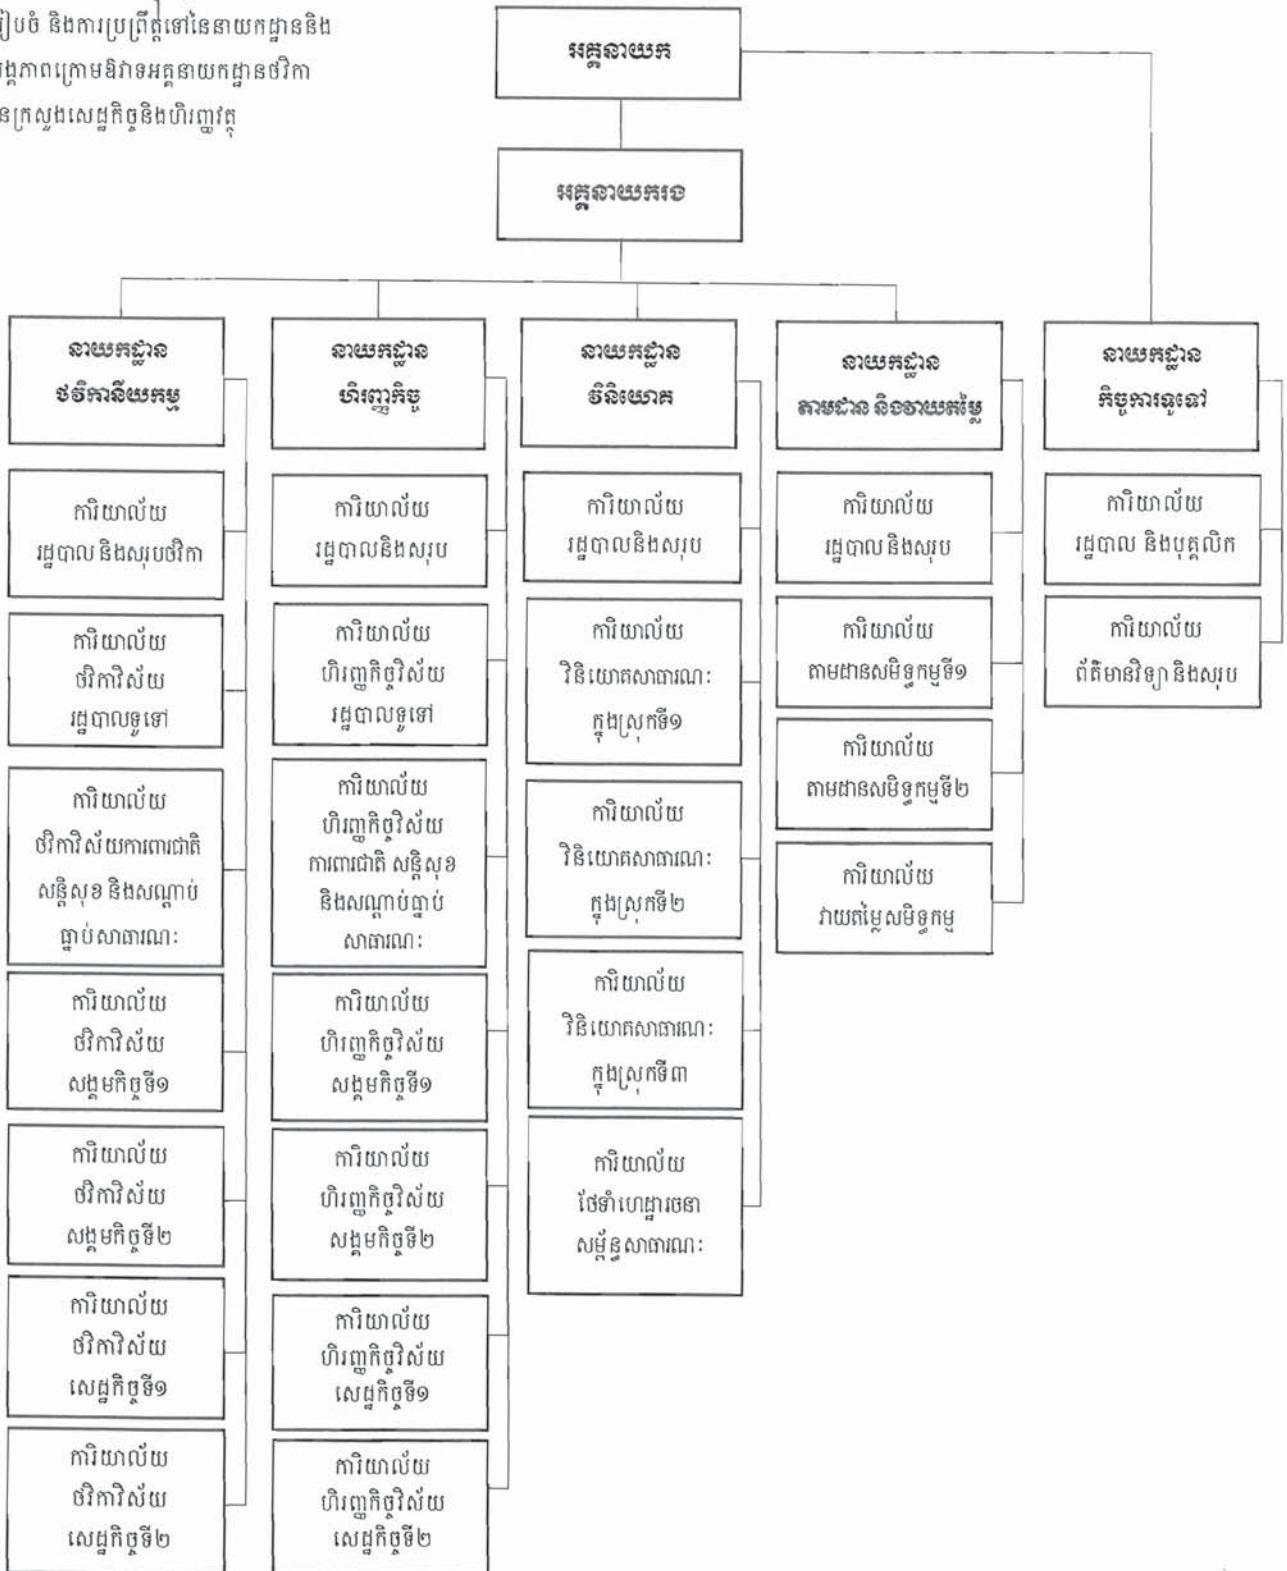 និងការប្រព្រឹត្តទៅនៃនាយកដ្ឋាននិង
ក្រោមឱវាទអគ្គនាយកដ្ឋានថវិកា
ក្រសួងសេដ្ឋកិច្ចនិងហិរញ្ញវត្ថុ
អគ្គនាយក
អគ្គនាយករង
នាយកដ្ឋាន
ថវិកានីយកម្ម
ការិយាល័យ
រដ្ឋបាល និងសរុបថវិកា
ការិយាល័យ
ថវិកាវិស័យ
រដ្ឋបាលទូទៅ
ការិយាល័យ
ថវិកាវិស័យការពារជាតិ
សន្តិសុខ និងសណ្តាប់
ធ្នាប់សាធារណៈ
ការិយាល័យ
ថវិកាវិស័យ
សង្គមកិច្ចទី១
ការិយាល័យ
ថវិកាវិស័យ
សង្គមកិច្ចទី២
ការិយាល័យ
ថវិកាវិស័យ
សេដ្ឋកិច្ចទី១
ការិយាល័យ
ថវិកាវិស័យ
សេដ្ឋកិច្ចទី២
នាយកដ្ឋាន
ហិរញ្ញកិច្ច
ការិយាល័យ
រដ្ឋបាលនិងសរុប
ការិយាល័យ
ហិរញ្ញកិច្ចវិស័យ
រដ្ឋបាលទូទៅ
ការិយាល័យ
ហិរញ្ញកិច្ចវិស័យ
ការពារជាតិ សន្តិសុខ
និងសណ្តាប់ធ្នាប់
សាធារណៈ
ការិយាល័យ
ហិរញ្ញកិច្ចវិស័យ
សង្គមកិច្ចទី១
ការិយាល័យ
ហិរញ្ញកិច្ចវិស័យ
សង្គមកិច្ចទី២
ការិយាល័យ
ហិរញ្ញកិច្ចវិស័យ
សេដ្ឋកិច្ចទី១
ការិយាល័យ
ហិរញ្ញកិច្ចវិស័យ
សេដ្ឋកិច្ចទី២
នាយកដ្ឋាន
វិនិយោគ
ការិយាល័យ
រដ្ឋបាលនិងសរុប
ការិយាល័យ
វិនិយោគសាធារណៈ
ក្នុងស្រុកទី១
ការិយាល័យ
វិនិយោគសាធារណៈ
ក្នុងស្រុកទី២
ការិយាល័យ
វិនិយោគសាធារណៈ
ក្នុងស្រុកទី៣
ការិយាល័យ
ថែទាំហេដ្ឋារចនា
សម្ព័ន្ធសាធារណៈ
នាយកដ្ឋាន
តាមដាន និងវាយតម្លៃ
ការិយាល័យ
រដ្ឋបាល និងសរុប
ការិយាល័យ
តាមដានសមិទ្ធកម្មទី១
ការិយាល័យ
តាមដានសមិទ្ធកម្មទី២
ការិយាល័យ
វាយតម្លៃសមិទ្ធកម្ម
នាយកដ្ឋាន
កិច្ចការទូទៅ
ការិយាល័យ
រដ្ឋបាល និងបុគ្គលិក
ការិយាល័យ
ព័ត៌មានវិទ្យា និងសរុប